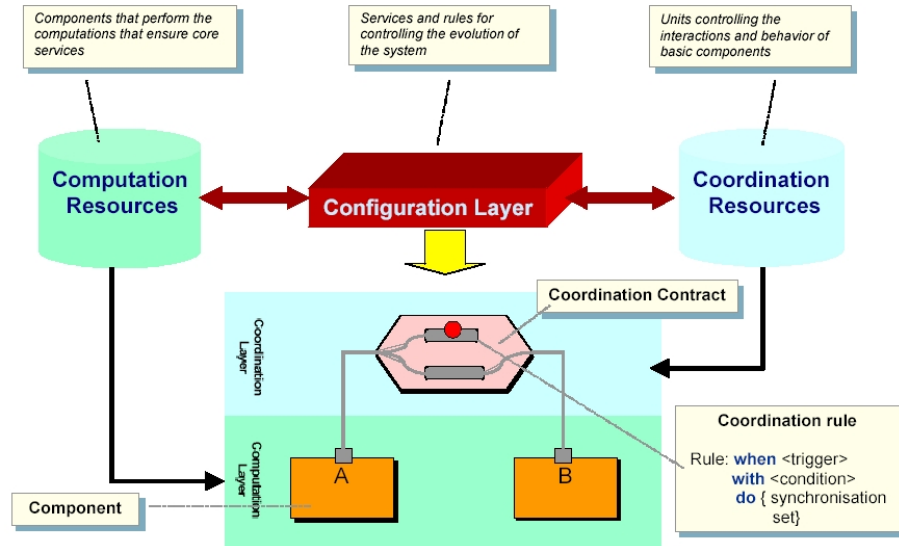 Components that perform the
computations that ensure core
services
Services and rules for
controlling the evolution of
the system
Units controlling the
interactions and behavior of
basic components
Computation
Resources
Configuration Layer
Coordination
Resources
Coordination Contract
Coordination
Layer
Coordination rule
Rule: when <trigger>
with <condition>
do { synchronisation
set}
Computation
Layer
A
B
Component